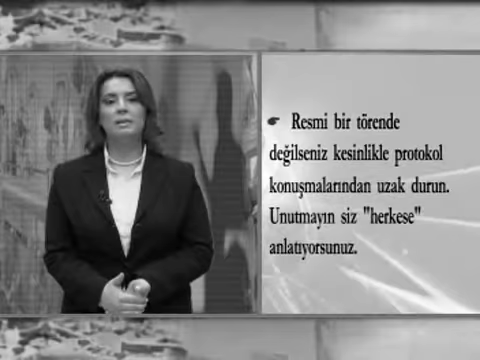 Resmi bir törende
değilseniz kesinlikle protokol
konuşmalarından uzak durun.
Unutmayın siz "herkese"
anlatıyorsunuz.